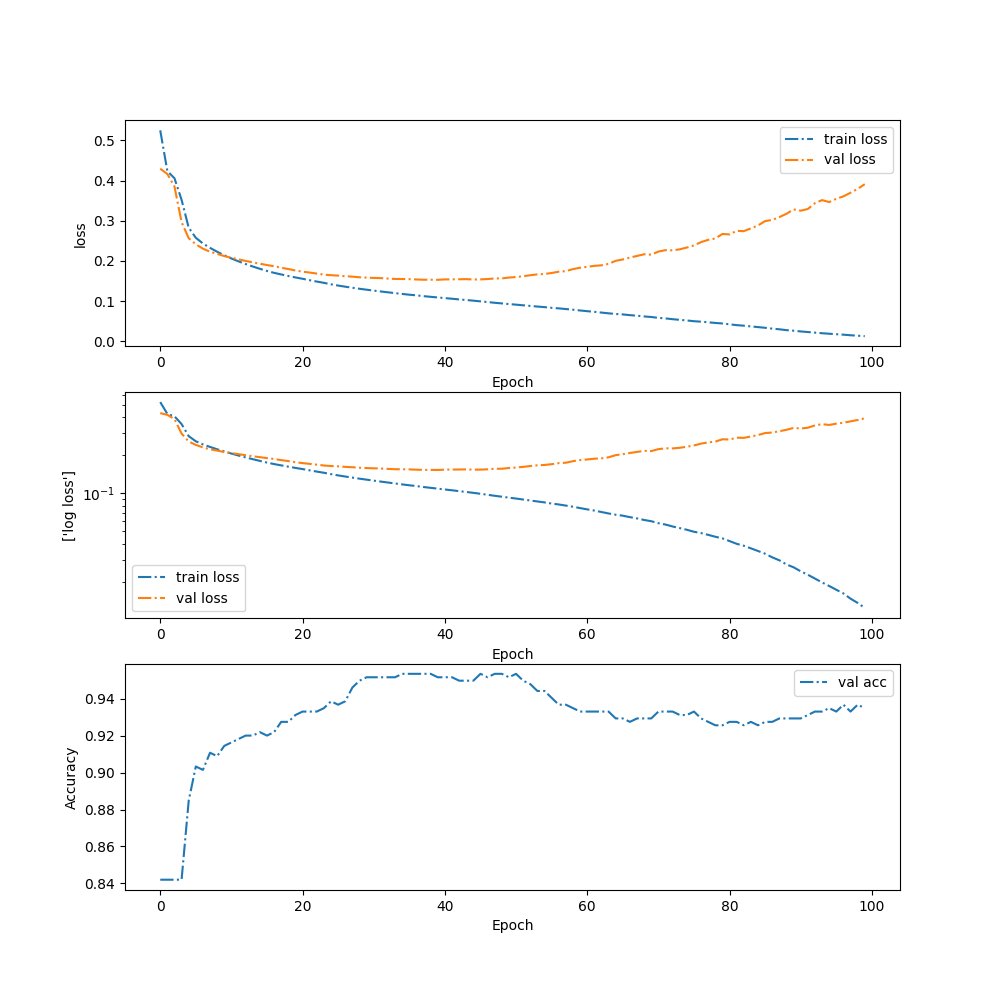 0.5
0.4
0.3
0.2
0.1
0.0
loss
train loss
val loss
0 20 40 60 80 100
Epoch
10⁻¹
['log loss']
train loss
val loss
0 20 40 60 80 100
Epoch
0.94
0.92
0.90
0.88
0.86
0.84
Accuracy
val acc
0 20 40 60 80 100
Epoch